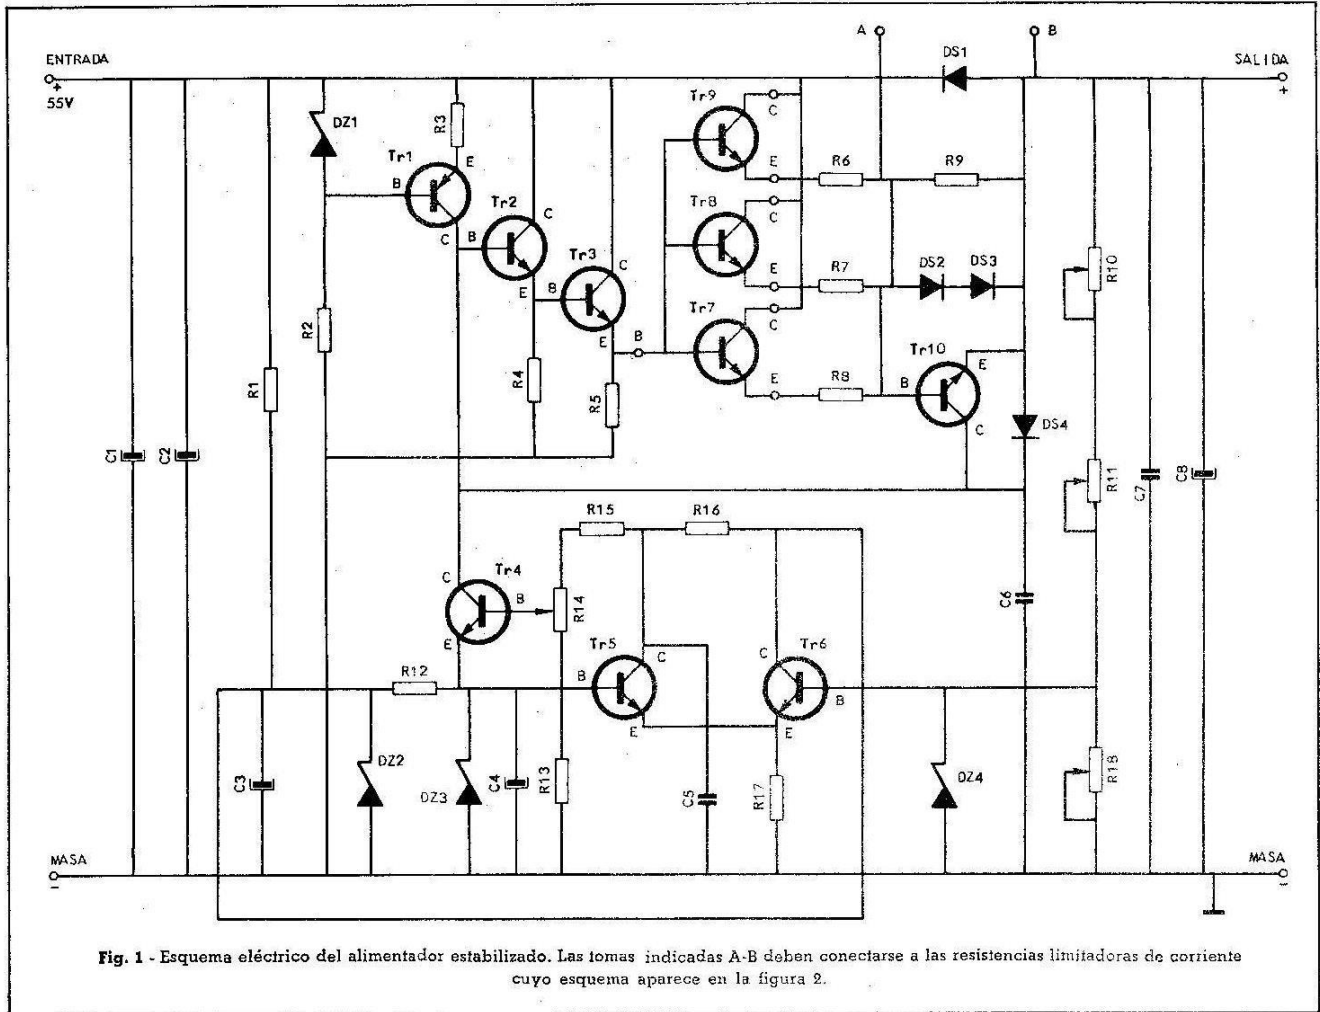 A
B
DS1
ENTRADA
+
55V
SALIDA
+
Tr9
C
R3
DZ1
Tr1
E
B
E
R6
R9
Tr2
Tr8
C
C
C
B
Tr3
C
E
R7
DS2
DS3
R10
E
B
Tr7
C
R2
E
B
Tr10
E
R4
R1
R5
E
R8
B
C
DS4
C1
C2
R11
C7
C8
R15
R16
Tr4
C
B
R14
C6
E
Tr5
Tr6
C
C
R12
B
B
E
E
DZ2
C3
DZ3
C4
R13
C5
R17
DZ4
R18
MASA
-
MASA
-
Fig. 1 - Esquema eléctrico del alimentador estabilizado. Las tomas indicadas A-B deben conectarse a las resistencias limitadoras de corriente
cuyo esquema aparece en la figura 2.